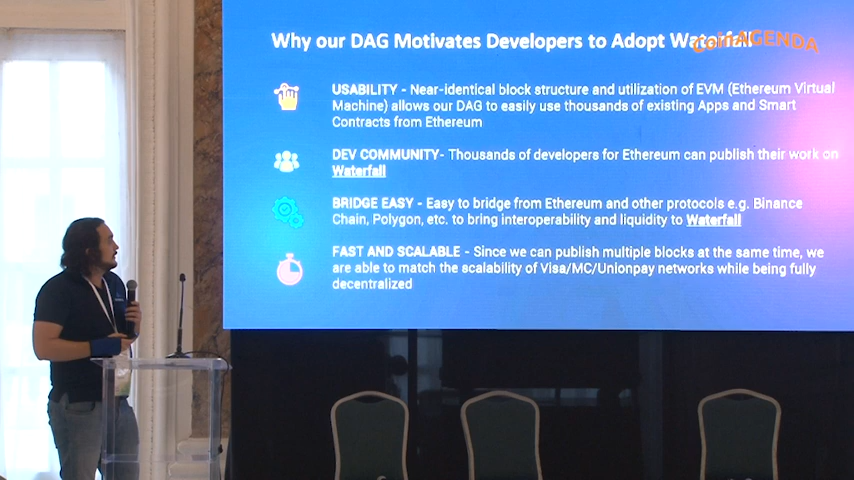 Why our DAG Motivates Developers to Adopt Waterfall
CoinAGENDA
USABILITY - Near-identical block structure and utilization of EVM (Ethereum Virtual
Machine) allows our DAG to easily use thousands of existing Apps and Smart
Contracts from Ethereum
DEV COMMUNITY- Thousands of developers for Ethereum can publish their work on
Waterfall
BRIDGE EASY - Easy to bridge from Ethereum and other protocols e.g. Binance
Chain, Polygon, etc. to bring interoperability and liquidity to Waterfall
FAST AND SCALABLE - Since we can publish multiple blocks at the same time, we
are able to match the scalability of Visa/MC/Unionpay networks while being fully
decentralized